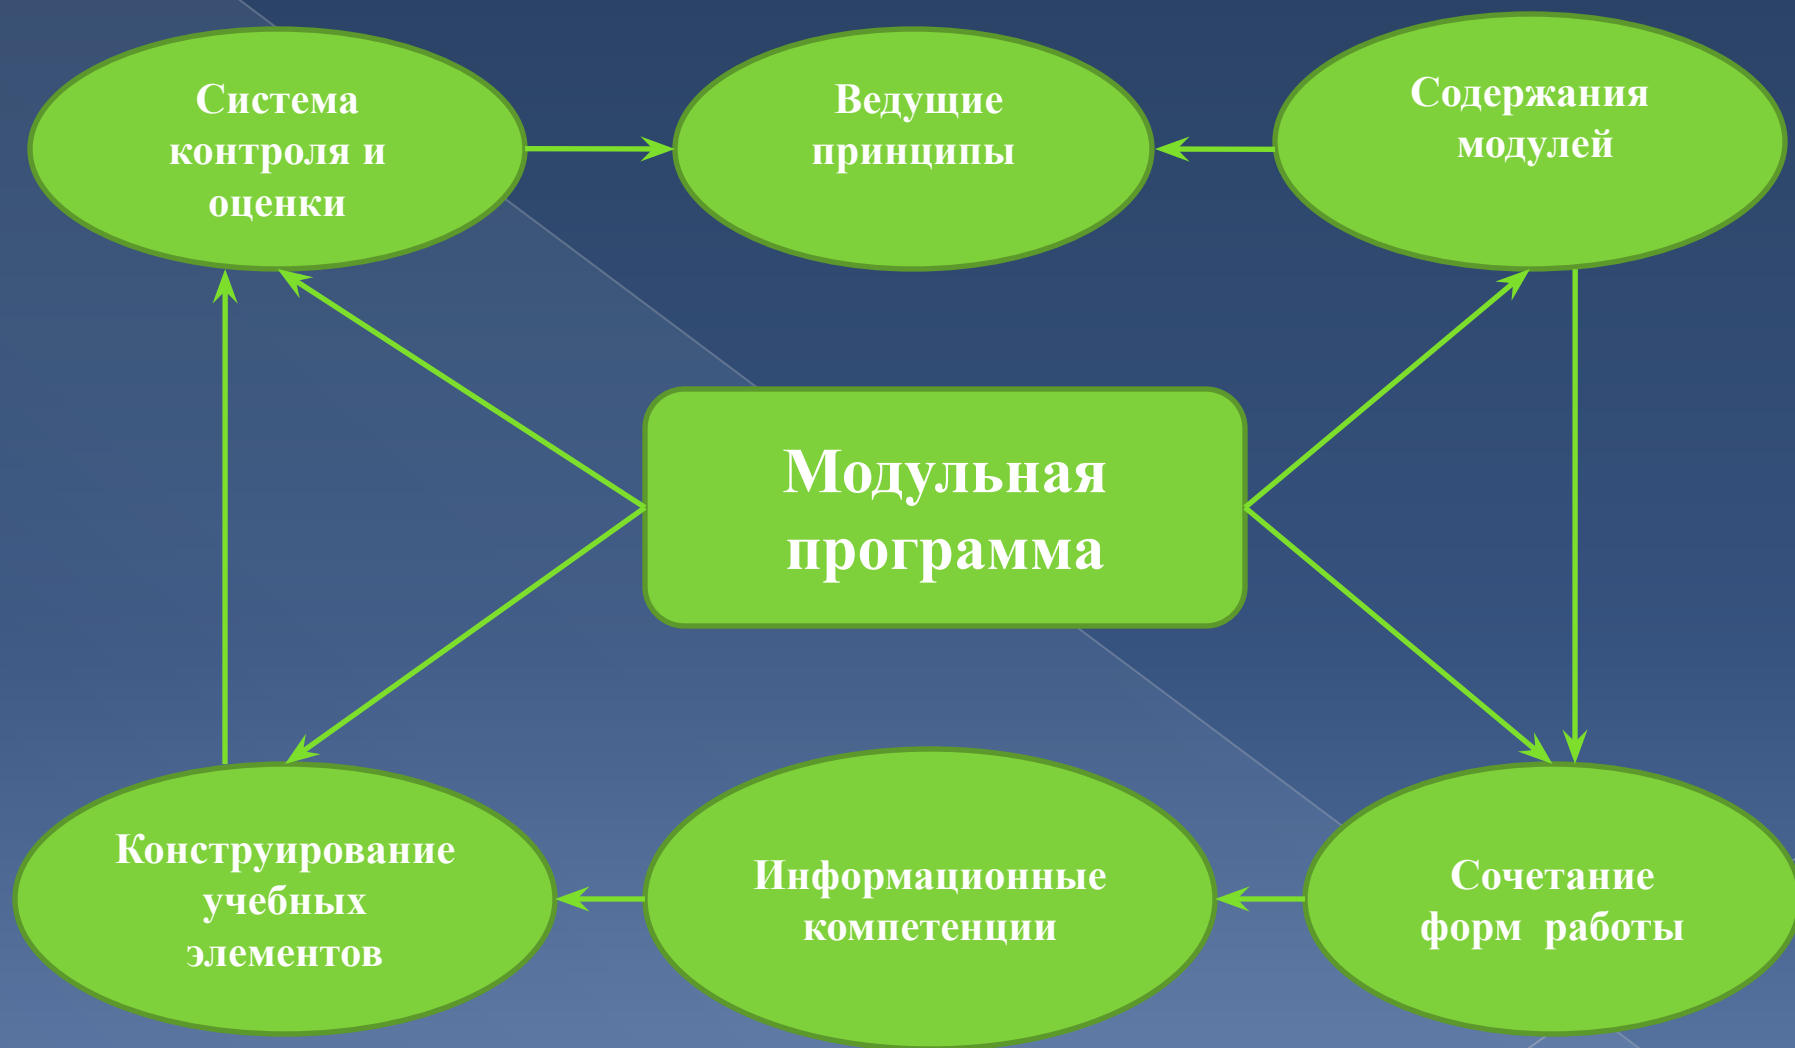 Система
контроля и
оценки
Ведущие
принципы
Содержания
модулей
Модульная
программа
Конструирование
учебных
элементов
Информационные
компетенции
Сочетание
форм работы